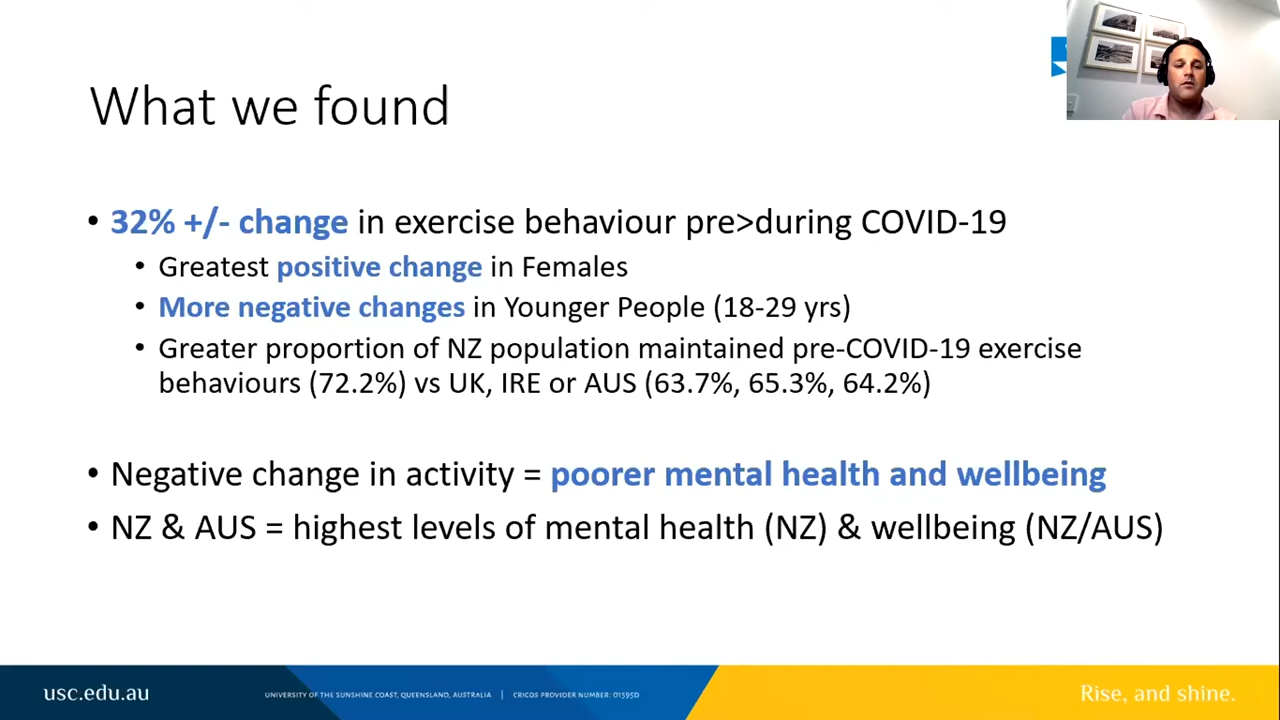 What we found
• 32% +/- change in exercise behaviour pre>during COVID-19
• Greatest positive change in Females
• More negative changes in Younger People (18-29 yrs)
• Greater proportion of NZ population maintained pre-COVID-19 exercise
behaviours (72.2%) vs UK, IRE or AUS (63.7%, 65.3%, 64.2%)
• Negative change in activity = poorer mental health and wellbeing
• NZ & AUS = highest levels of mental health (NZ) & wellbeing (NZ/AUS)
usc.edu.au
UNIVERSITY OF THE SUNSHINE COAST, QUEENSLAND, AUSTRALIA | CRICOS PROVIDER NUMBER: 01595D
Rise, and shine.